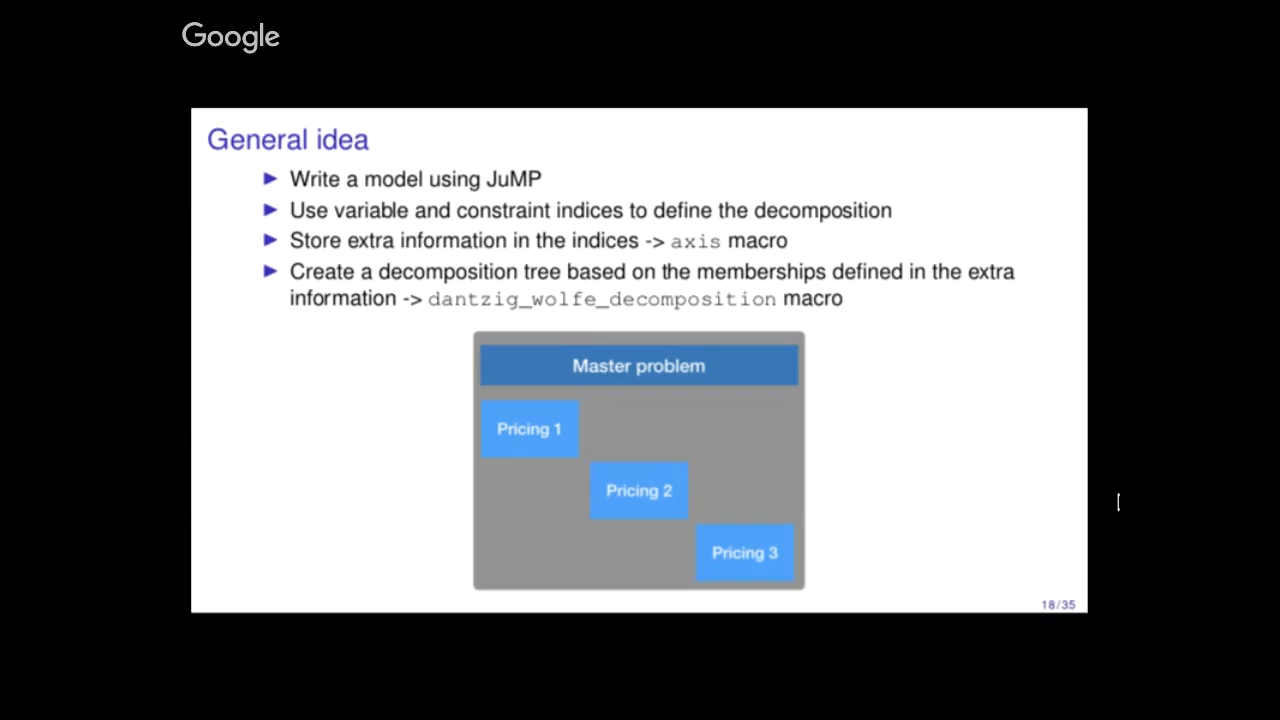 Google
General idea
Write a model using JuMP
Use variable and constraint indices to define the decomposition
Store extra information in the indices -> axis macro
Create a decomposition tree based on the memberships defined in the extra
information -> dantzig_wolfe_decomposition macro
Master problem
Pricing 1
Pricing 2
Pricing 3
18/35